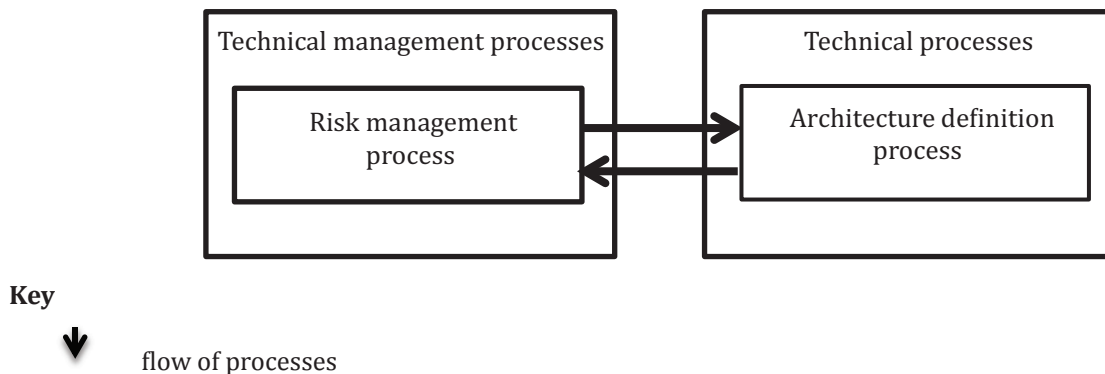 Technical management processes
Technical processes
Risk management
process
Architecture definition
process
Key
flow of processes